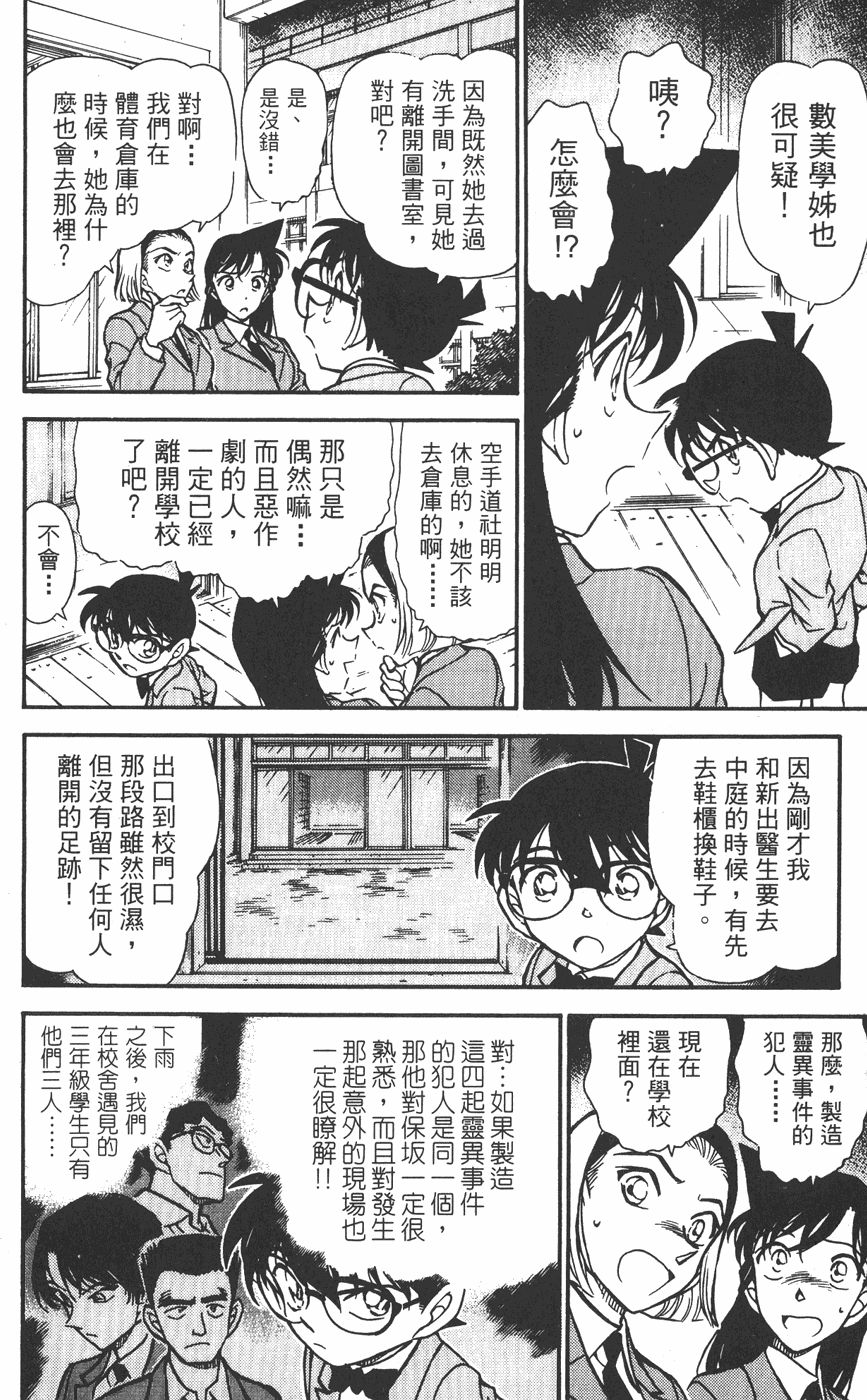 數美學姊也
很可疑！
咦？
怎麼會!?
因為既然她去過
洗手間，可見她
有離開圖書室，
對吧？
是、
是沒錯…
對啊…
我們在
體育倉庫的
時候，她為什
麼也會去那裡？
空手道社明明
休息的，她不該
去倉庫的啊……
那只是
偶然嘛…
而且惡作
劇的人，
一定已經
離開學校
了吧？
不會…
因為剛才我
和新出醫生要去
中庭的時候，有先
去鞋櫃換鞋子。
出口到校門口
那段路雖然很濕，
但沒有留下任何人
離開的足跡！
那麼，製造
靈異事件的
犯人……
現在
還在學校
裡面？
對…如果製造
這四起靈異事件
的犯人是同一個，
那他對保坂一定很
熟悉，而且對發生
那起意外的現場也
一定很瞭解!!
下雨
之後，我們
在校舍遇見的
三年級學生只有
他們三人……